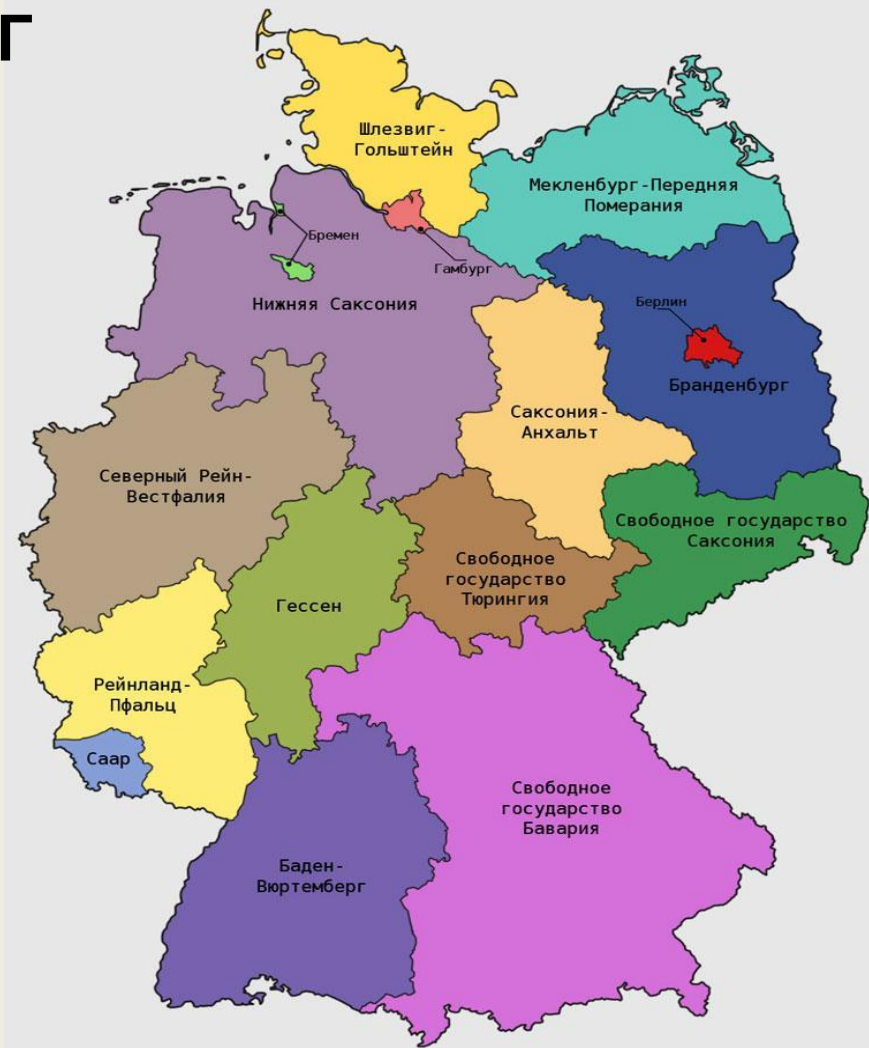 Г
Шлезвиг-
Гольштейн
Мекленбург-Передняя
Померания
Бремен
Гамбург
Нижняя Саксония
Берлин
Бранденбург
Саксония-
Анхальт
Северный Рейн-
Вестфалия
Свободное государство
Саксония
Свободное
государство
Тюрингия
Гессен
Рейнланд-
Пфальц
Саар
Свободное
государство
Бавария
Баден-
Вюртемберг